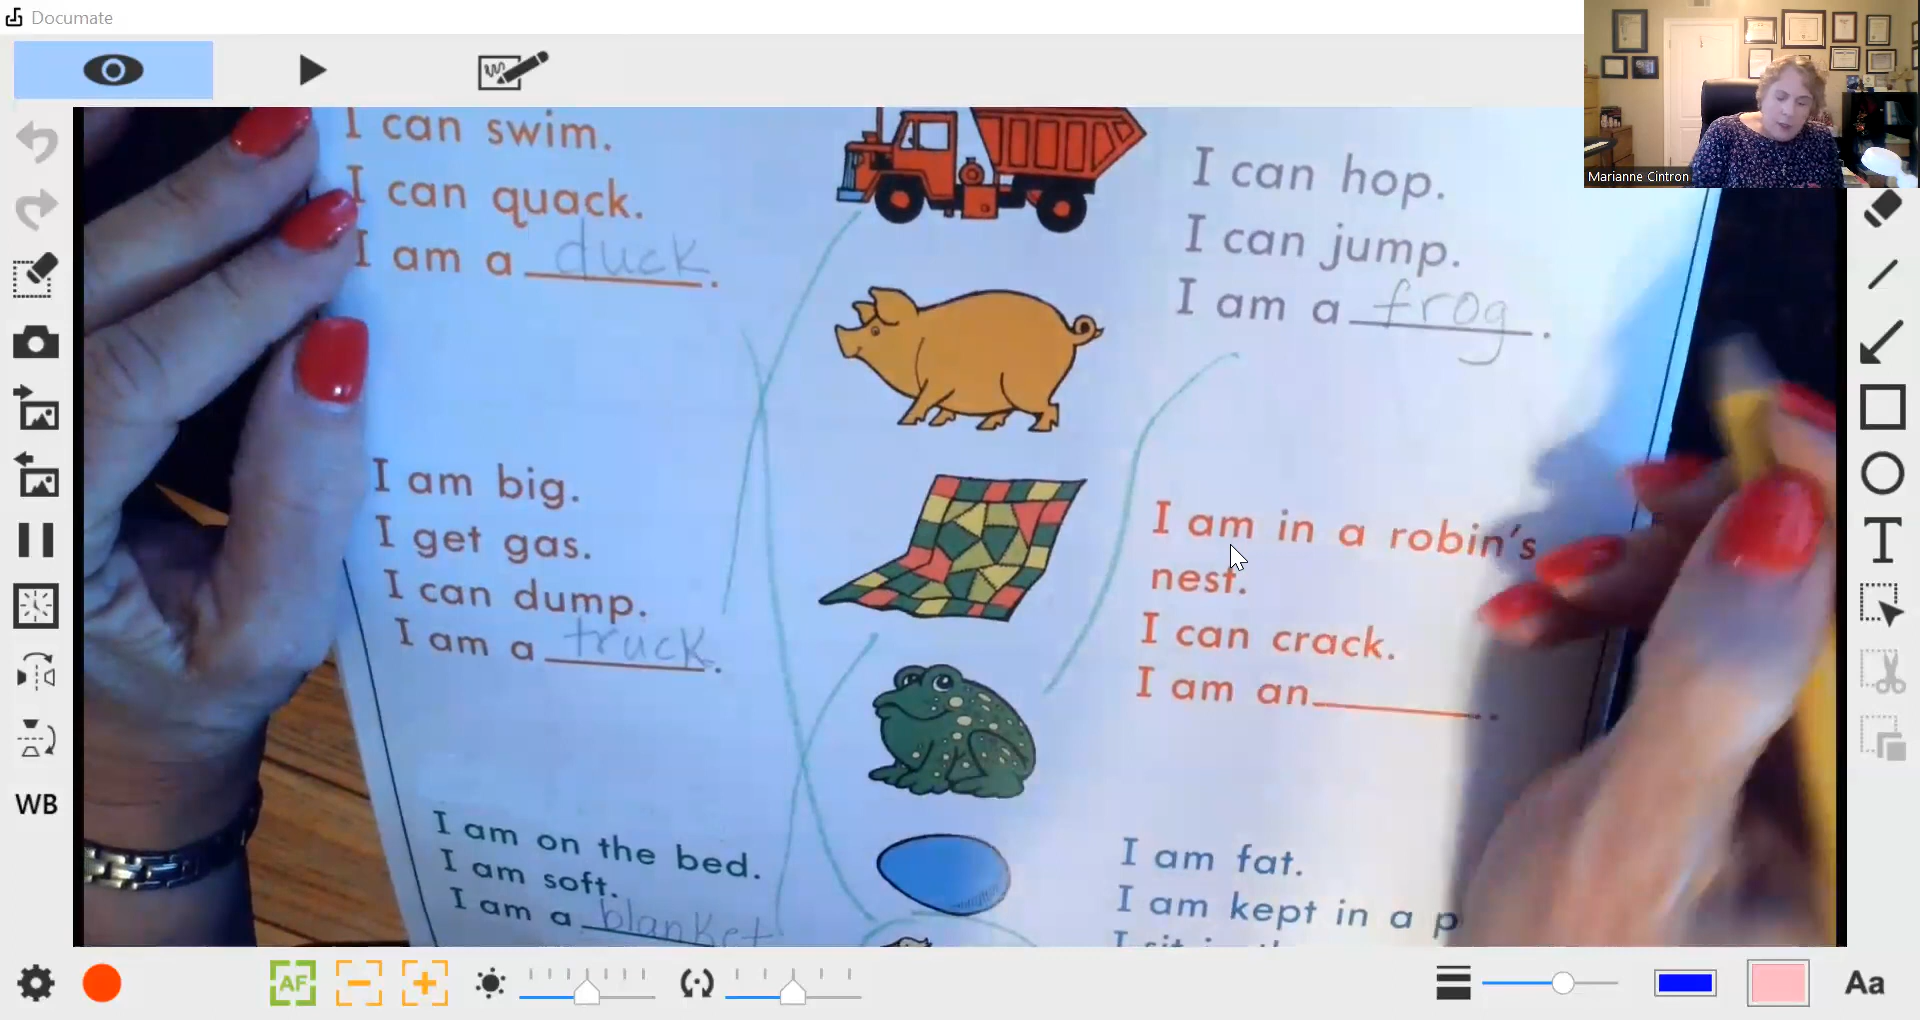 Documate
Marianne Cintron
I can swim.
I can quack.
I am a duck.
I am big.
I get gas.
I can dump.
I am a truck.
I am on the bed.
I am soft.
I am a blanket
I can hop.
I can jump.
I am a frog.
I am in a robin's
nest.
I can crack.
I am an_______.
I am fat.
I am kept in a p
WB
T
AF
Aa